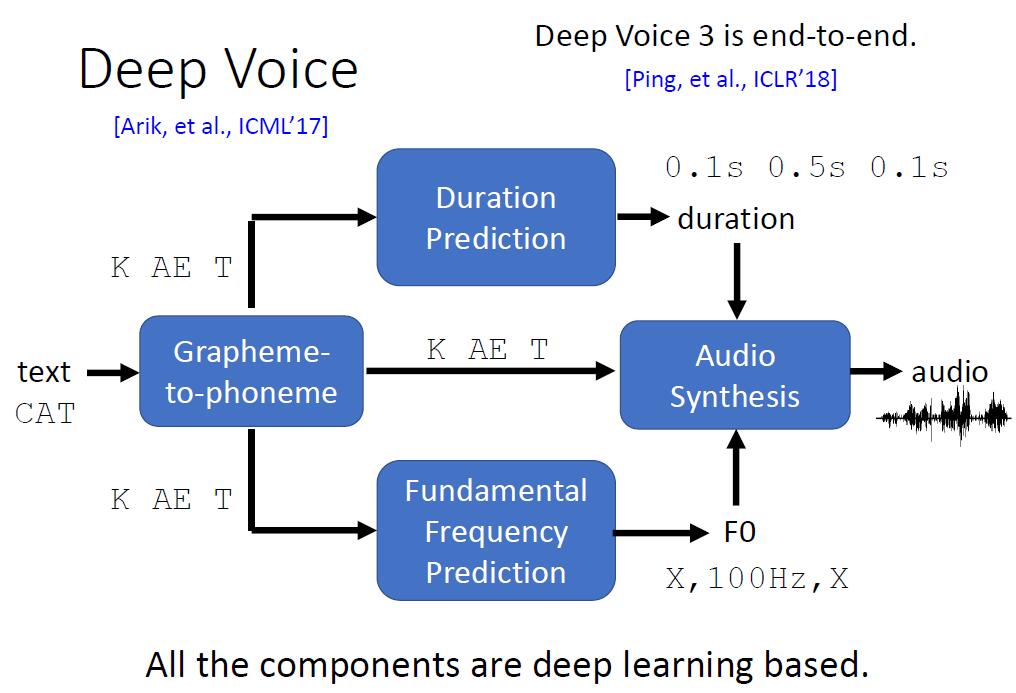 Deep Voice
[Arik, et al., ICML’17]
Deep Voice 3 is end-to-end.
[Ping, et al., ICLR’18]
Duration
Prediction
0.1s 0.5s 0.1s
duration
K AE T
text
CAT
Grapheme-
to-phoneme
K AE T
Audio
Synthesis
audio
K AE T
Fundamental
Frequency
Prediction
F0
X,100Hz,X
All the components are deep learning based.